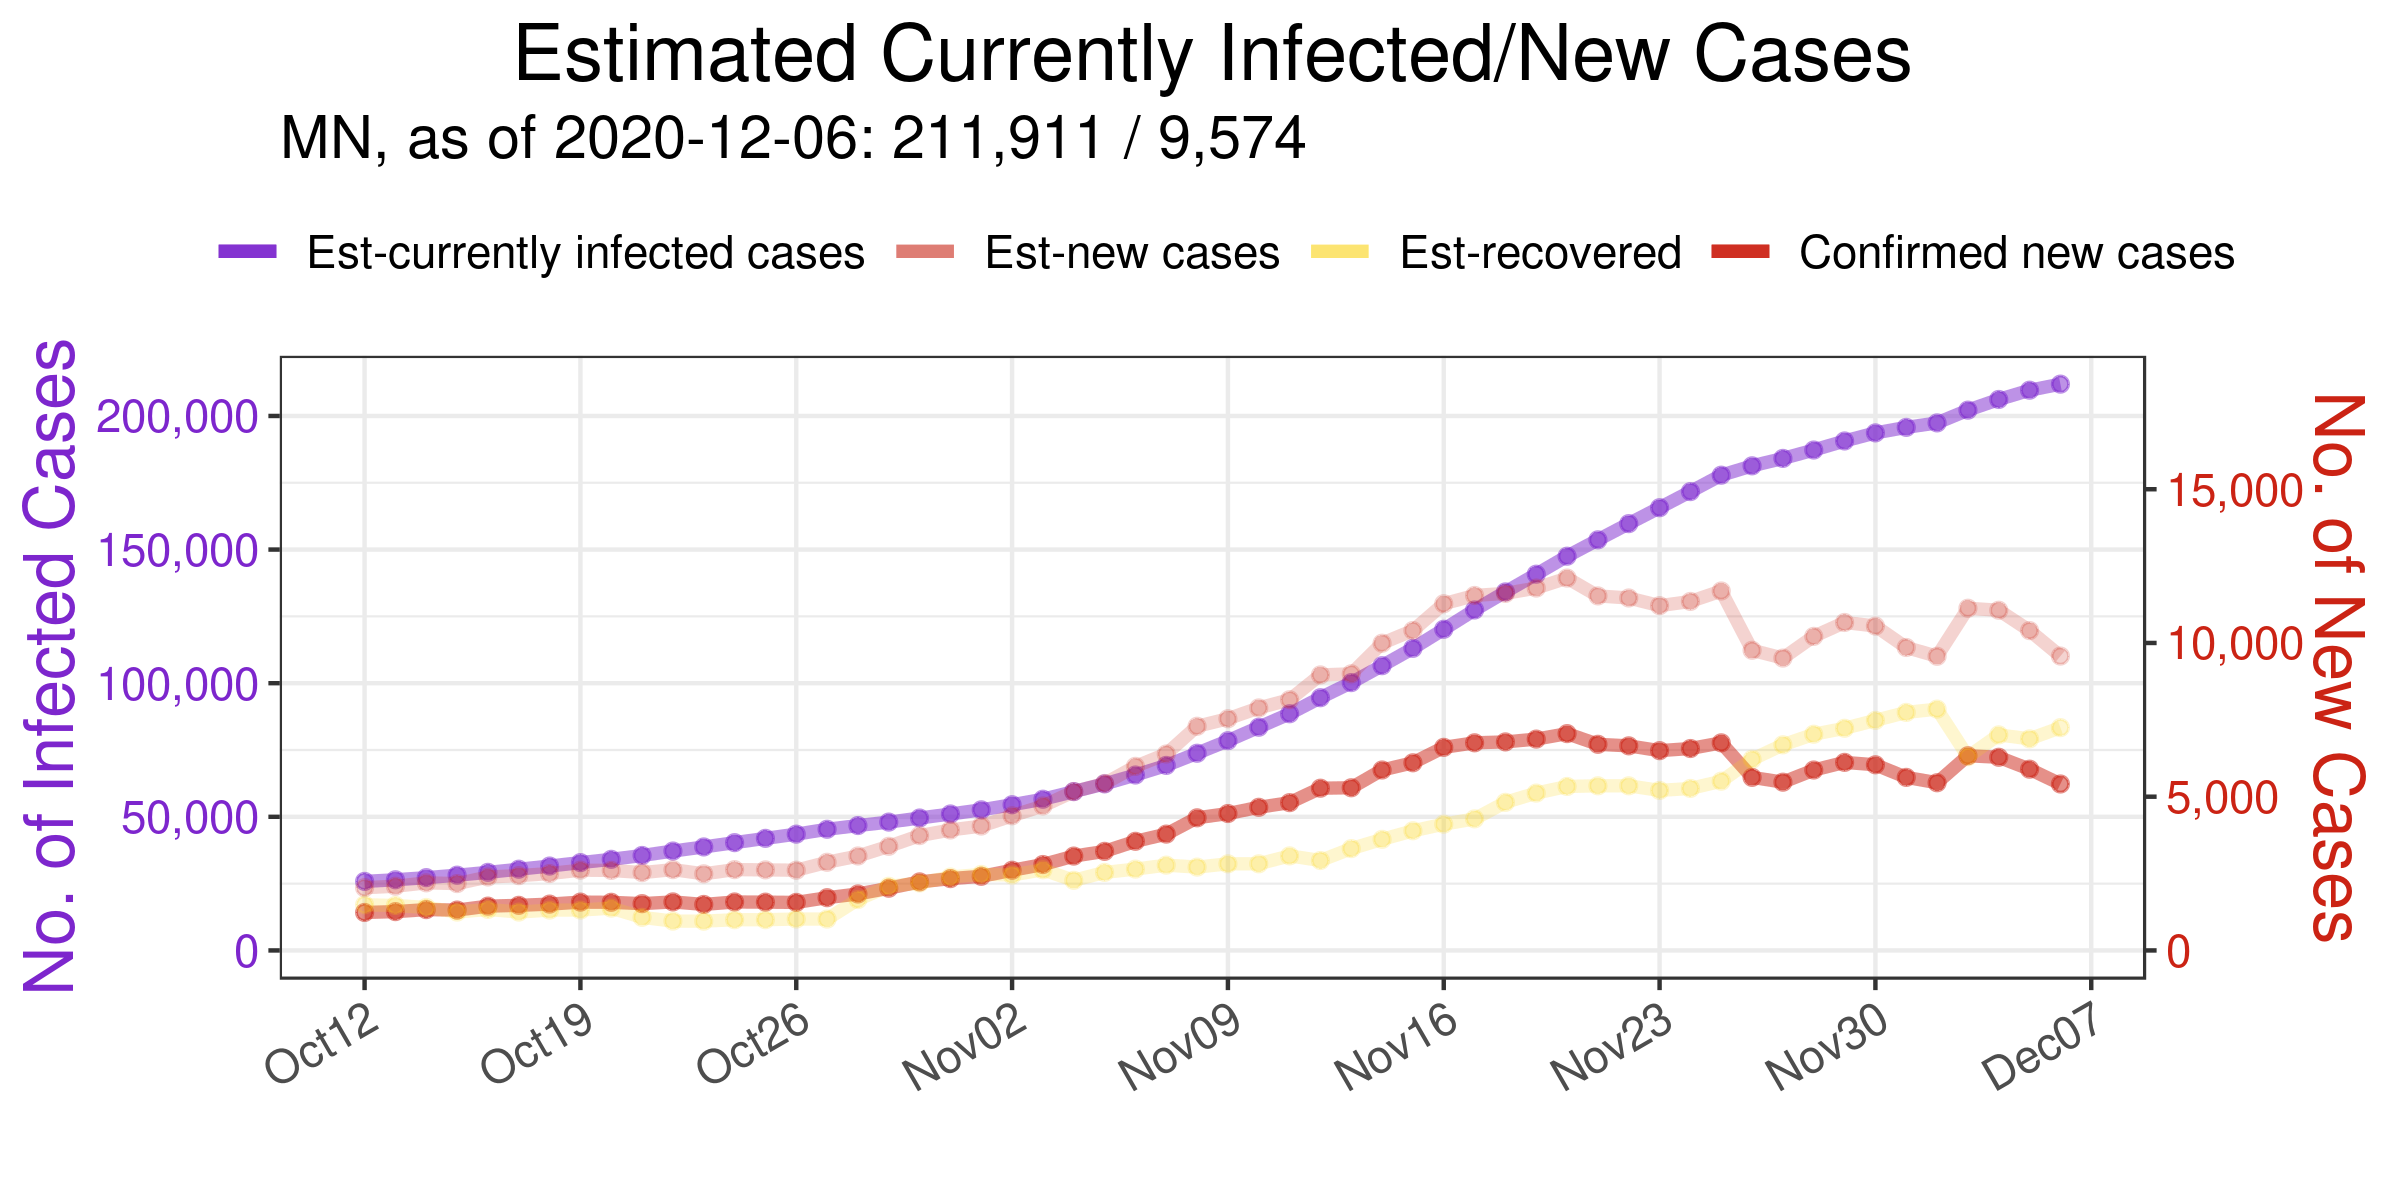 Estimated Currently Infected/New Cases
MN, as of 2020-12-06: 211,911 / 9,574
Est-currently infected cases Est-new cases Est-recovered Confirmed new cases
No. of Infected Cases
200,000
150,000
100,000
50,000
0
15,000
10,000
5,000
0
No. of New Cases
Oct12 Oct19 Oct26 Nov02 Nov09 Nov16 Nov23 Nov30 Dec07